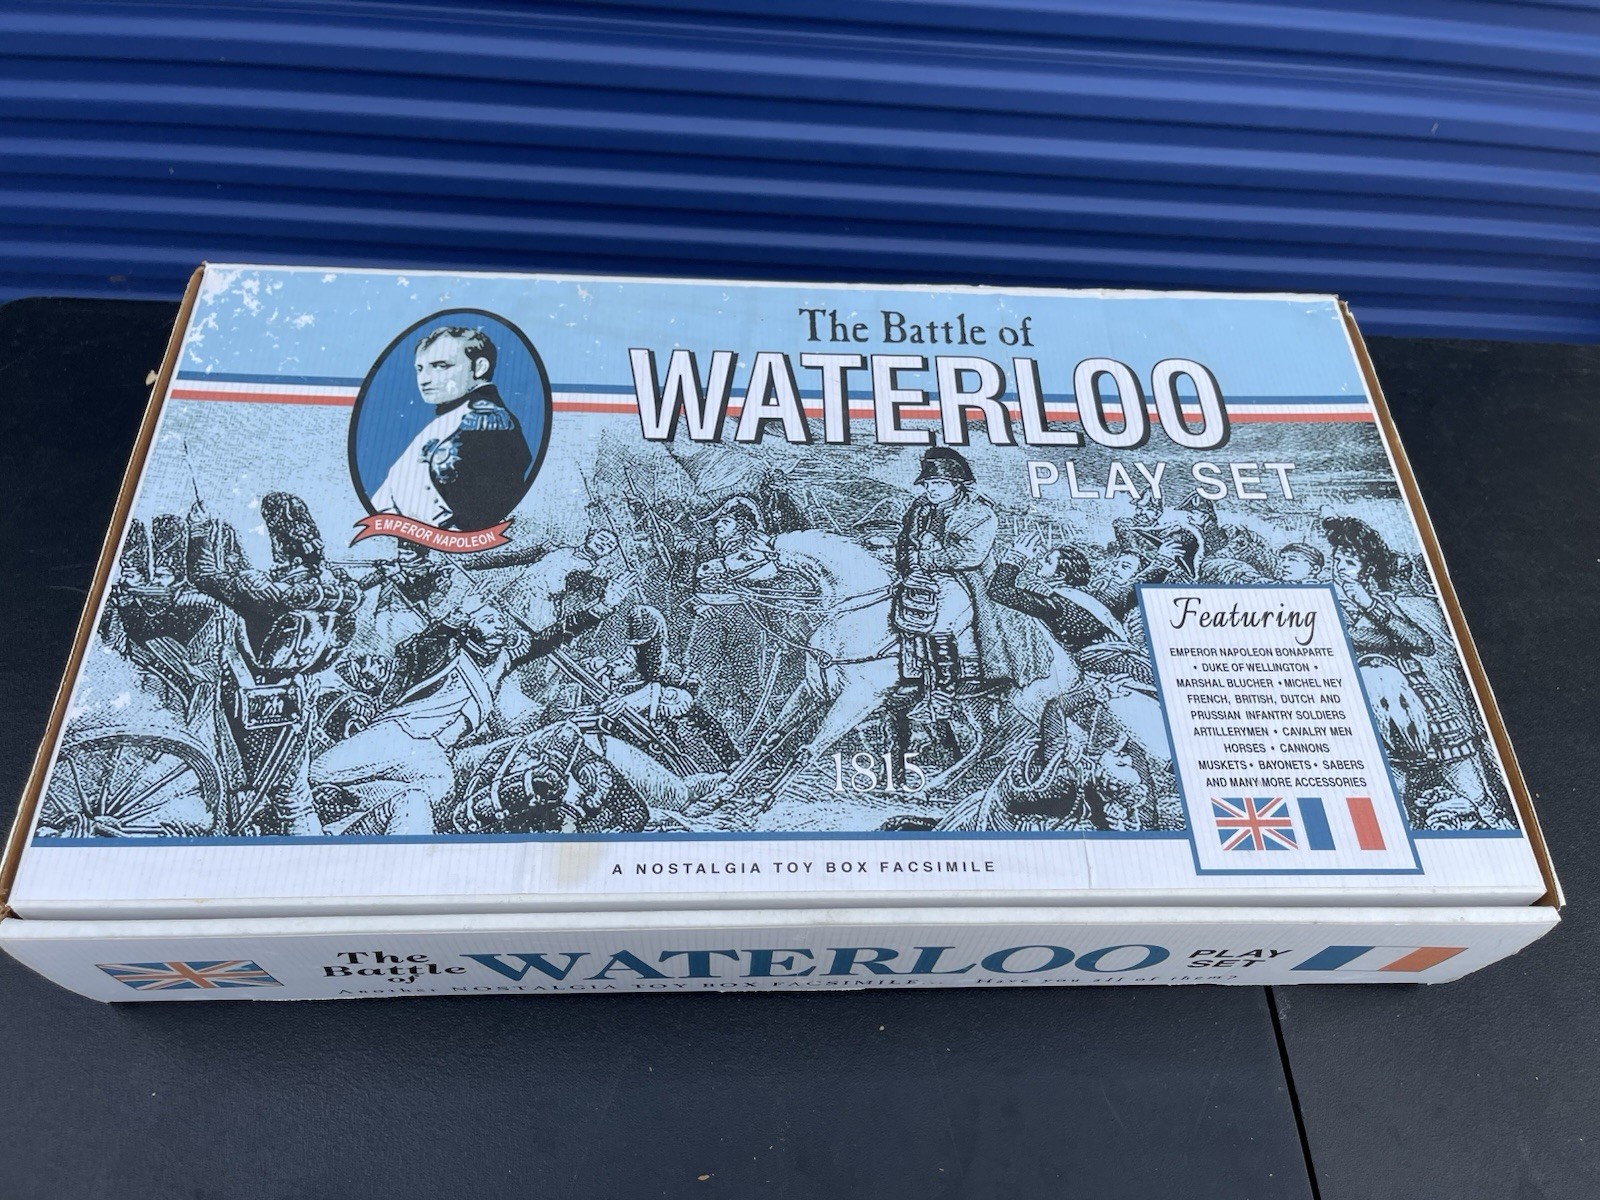 The Battle of
WATERLOO
PLAY SET
EMPEROR NAPOLEON
Featuring
EMPEROR NAPOLEON BONAPARTE
• DUKE OF WELLINGTON •
MARSHAL BLUCHER • MICHEL NEY
FRENCH, BRITISH, DUTCH AND
PRUSSIAN INFANTRY SOLDIERS
ARTILLERYMEN • CAVALRY MEN
HORSES • CANNONS
MUSKETS • BAYONETS • SABERS
AND MANY MORE ACCESSORIES
1815
A NOSTALGIA TOY BOX FACSIMILE
The
Battle
of
WATERLOO
PLAY
SET
Another NOSTALGIA TOY BOX FACSIMILE... Have you all of them?